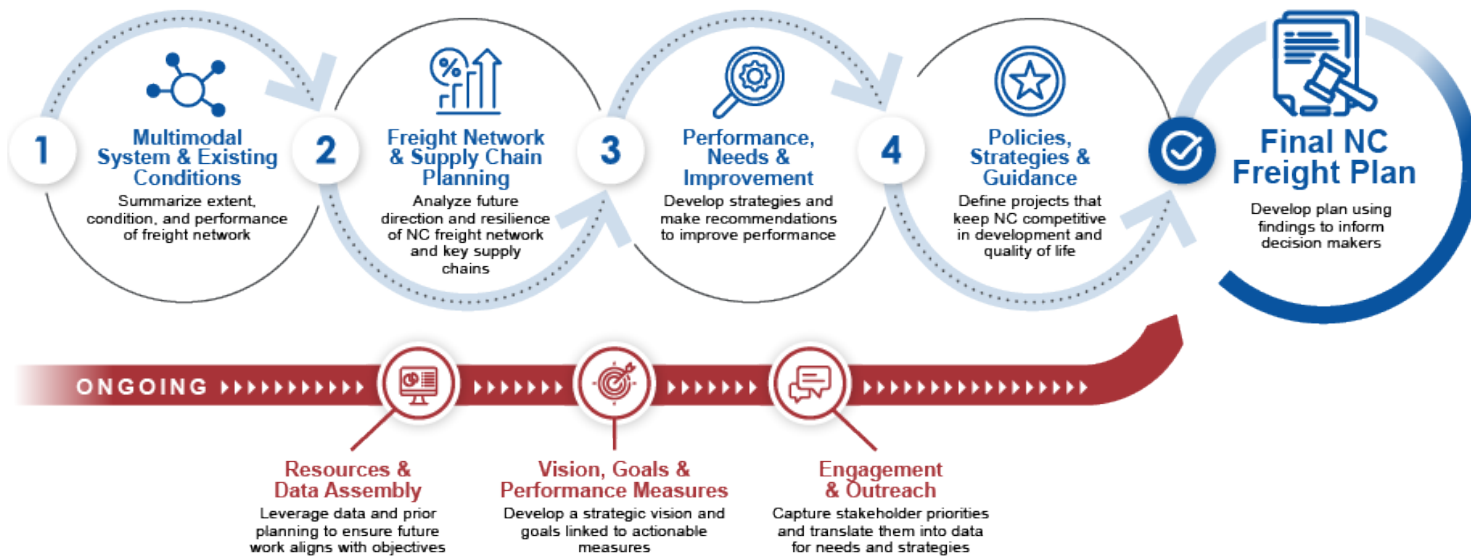 1
Multimodal
System & Existing
Conditions
Summarize extent,
condition, and performance
of freight network
2
Freight Network
& Supply Chain
Planning
Analyze future
direction and resilience
of NC freight network
and key supply
chains
3
Performance,
Needs &
Improvement
Develop strategies and
make recommendations
to improve performance
4
Policies,
Strategies &
Guidance
Define projects that
keep NC competitive
in development and
quality of life
Final NC
Freight Plan
Develop plan using
findings to inform
decision makers
ONGOING
Resources &
Data Assembly
Leverage data and prior
planning to ensure future
work aligns with objectives
Vision, Goals &
Performance Measures
Develop a strategic vision and
goals linked to actionable
measures
Engagement
& Outreach
Capture stakeholder priorities
and translate them into data
for needs and strategies